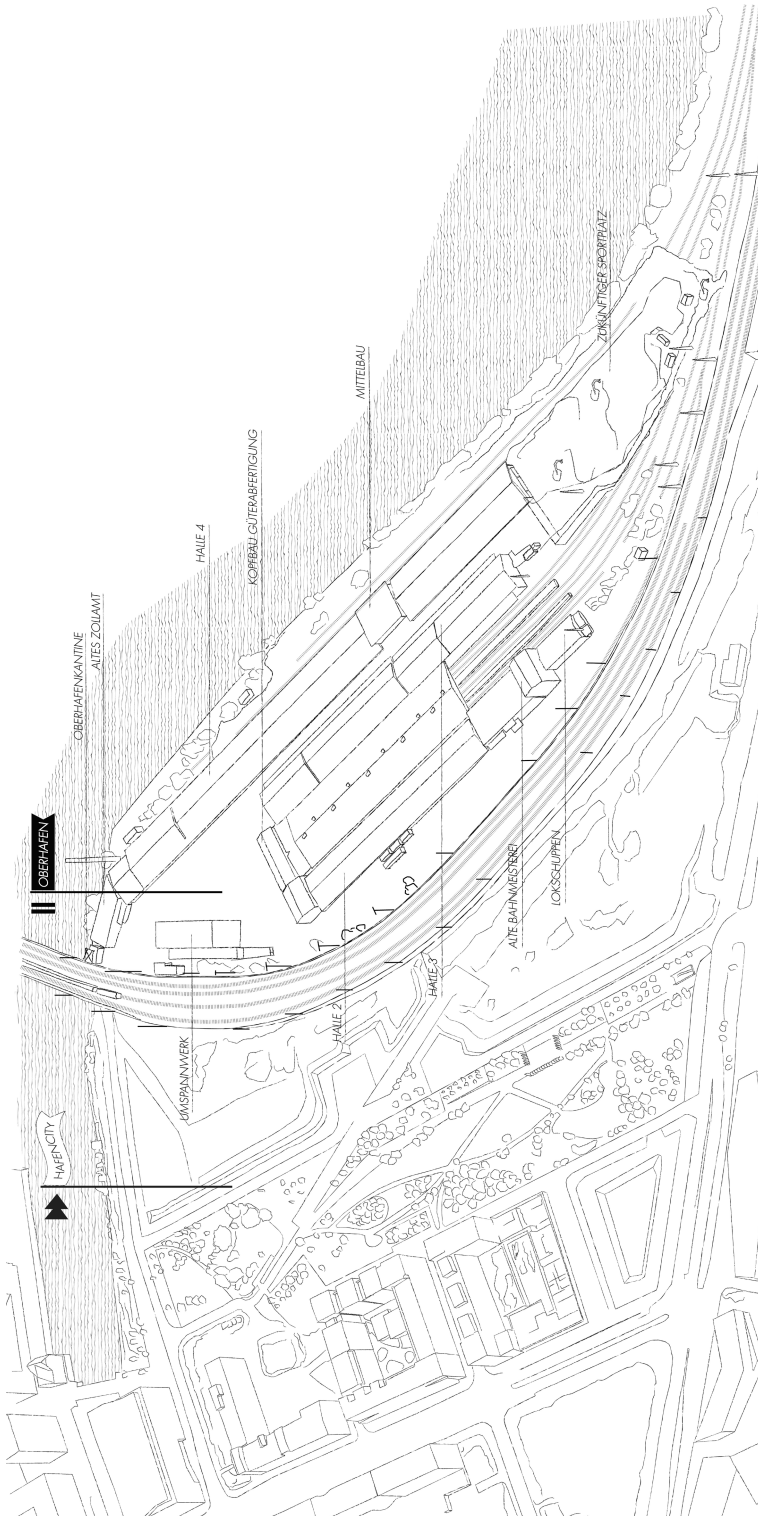 HAFENCITY
OBERHAFEN
OBERHAFENKANTINE
ALTES ZOLLAMT
HALLE 4
KOPFBAU GÜTERABFERTIGUNG
MITTELBAU
ZUKÜNFTIGER SPORTPLATZ
UMSPANNWERK
HALLE 2
HALLE 3
ALTE BAHNMEISTEREI
LOKSCHUPPEN